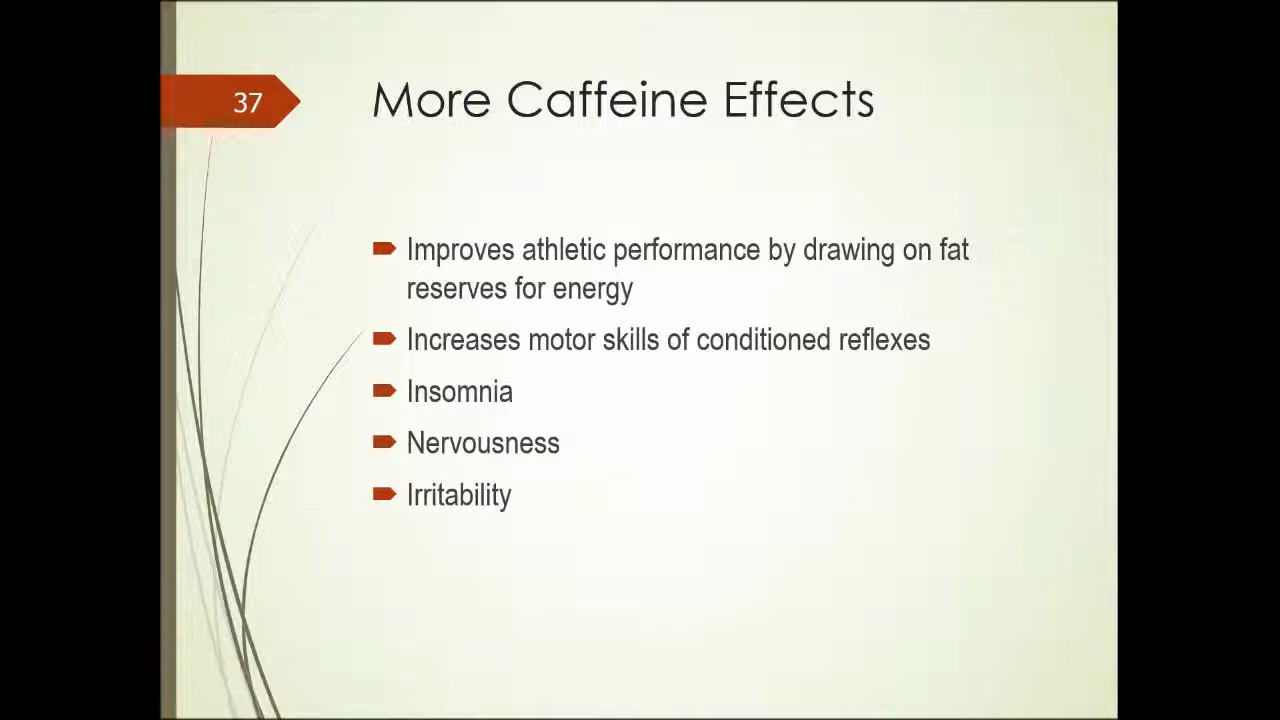 37
More Caffeine Effects
Improves athletic performance by drawing on fat
reserves for energy
Increases motor skills of conditioned reflexes
Insomnia
Nervousness
Irritability